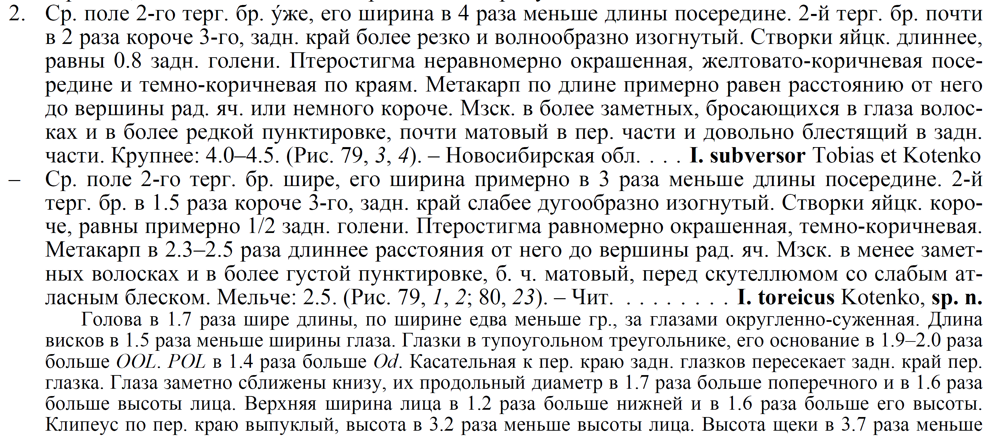 2. Ср. поле 2-го терг. бр. у́же, его ширина в 4 раза меньше длины посередине. 2-й терг. бр. почти
в 2 раза короче 3-го, задн. край более резко и волнообразно изогнутый. Створки яйцк. длиннее,
равны 0.8 задн. голени. Птеростигма неравномерно окрашенная, желтовато-коричневая посе-
редине и темно-коричневая по краям. Метакарп по длине примерно равен расстоянию от него
до вершины рад. яч. или немного короче. Мзск. в более заметных, бросающихся в глаза волос-
ках и в более редкой пунктировке, почти матовый в пер. части и довольно блестящий в задн.
части. Крупнее: 4.0–4.5. (Рис. 79, 3, 4). – Новосибирская обл. . . . I. subversor Tobias et Kotenko
– Ср. поле 2-го терг. бр. шире, его ширина примерно в 3 раза меньше длины посередине. 2-й
терг. бр. в 1.5 раза короче 3-го, задн. край слабее дугообразно изогнутый. Створки яйцк. коро-
че, равны примерно 1/2 задн. голени. Птеростигма равномерно окрашенная, темно-коричневая.
Метакарп в 2.3–2.5 раза длиннее расстояния от него до вершины рад. яч. Мзск. в менее замет-
ных волосках и в более густой пунктировке, б. ч. матовый, перед скутеллюмом со слабым ат-
ласным блеском. Мельче: 2.5. (Рис. 79, 1, 2; 80, 23). – Чит. . . . . . . . . I. toreicus Kotenko, sp. n.
Голова в 1.7 раза шире длины, по ширине едва меньше гр., за глазами округленно-суженная. Длина
висков в 1.5 раза меньше ширины глаза. Глазки в тупоугольном треугольнике, его основание в 1.9–2.0 раза
больше OOL. POL в 1.4 раза больше Od. Касательная к пер. краю задн. глазков пересекает задн. край пер.
глазка. Глаза заметно сближены книзу, их продольный диаметр в 1.7 раза больше поперечного и в 1.6 раза
больше высоты лица. Верхняя ширина лица в 1.2 раза больше нижней и в 1.6 раза больше его высоты.
Клипеус по пер. краю выпуклый, высота в 3.2 раза меньше высоты лица. Высота щеки в 3.7 раза меньше